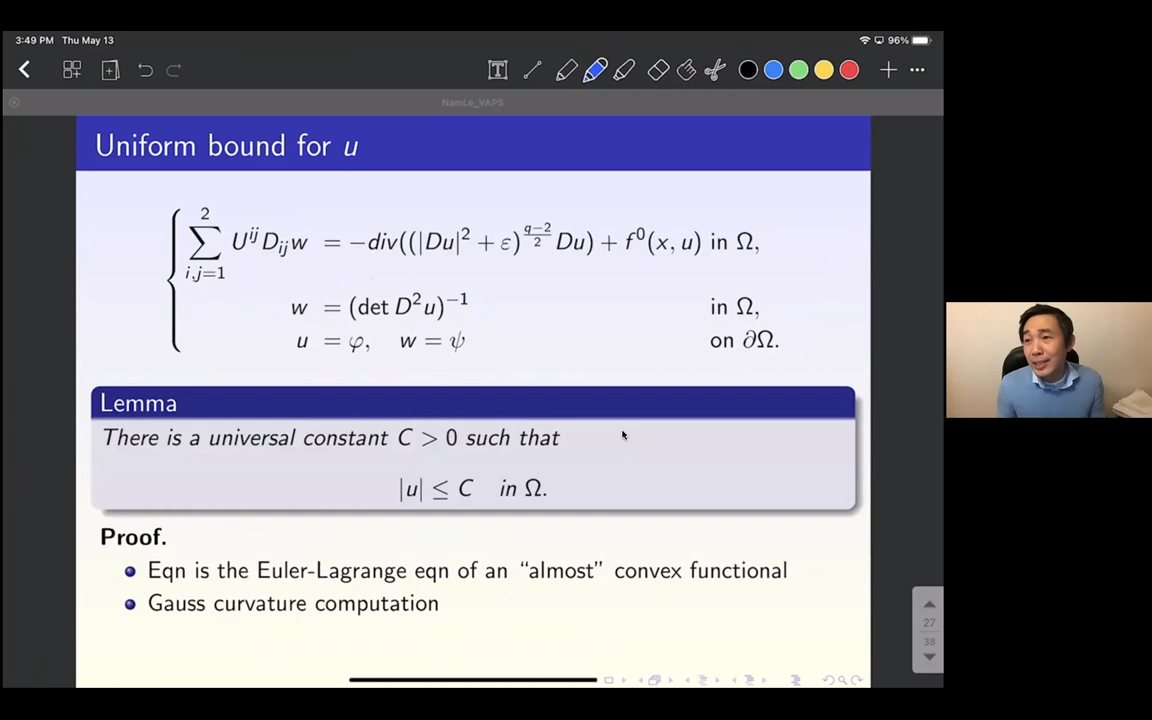 3:49 PM Thu May 13
96%
T
NamLe_VAPS
Uniform bound for u
∑_{i,j=1}^{2} U^{ij} D_{ij} w = −div((|Du|² + ε)^{(q−2)/2} Du) + f⁰(x, u) in Ω,
w = (det D²u)⁻¹ in Ω,
u = φ, w = ψ on ∂Ω.
Lemma
There is a universal constant C > 0 such that
|u| ≤ C in Ω.
Proof.
Eqn is the Euler-Lagrange eqn of an “almost” convex functional
Gauss curvature computation
27
38